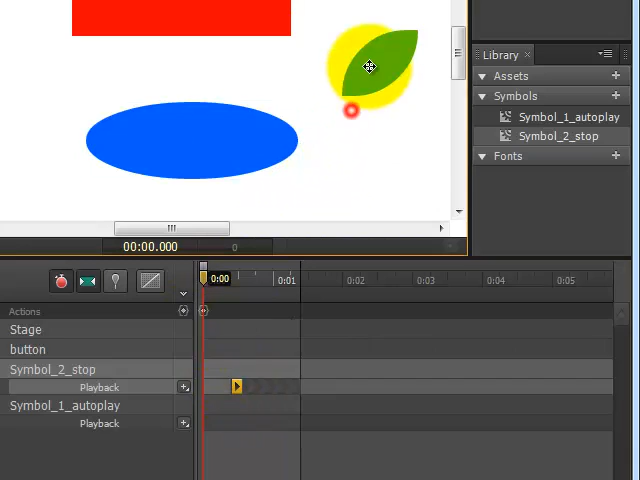 Library
Assets
Symbols
Symbol_1_autoplay
Symbol_2_stop
Fonts
00:00.000 0
0:00 0:01 0:02 0:03 0:04 0:05
Actions
Stage
button
Symbol_2_stop
Playback
Symbol_1_autoplay
Playback